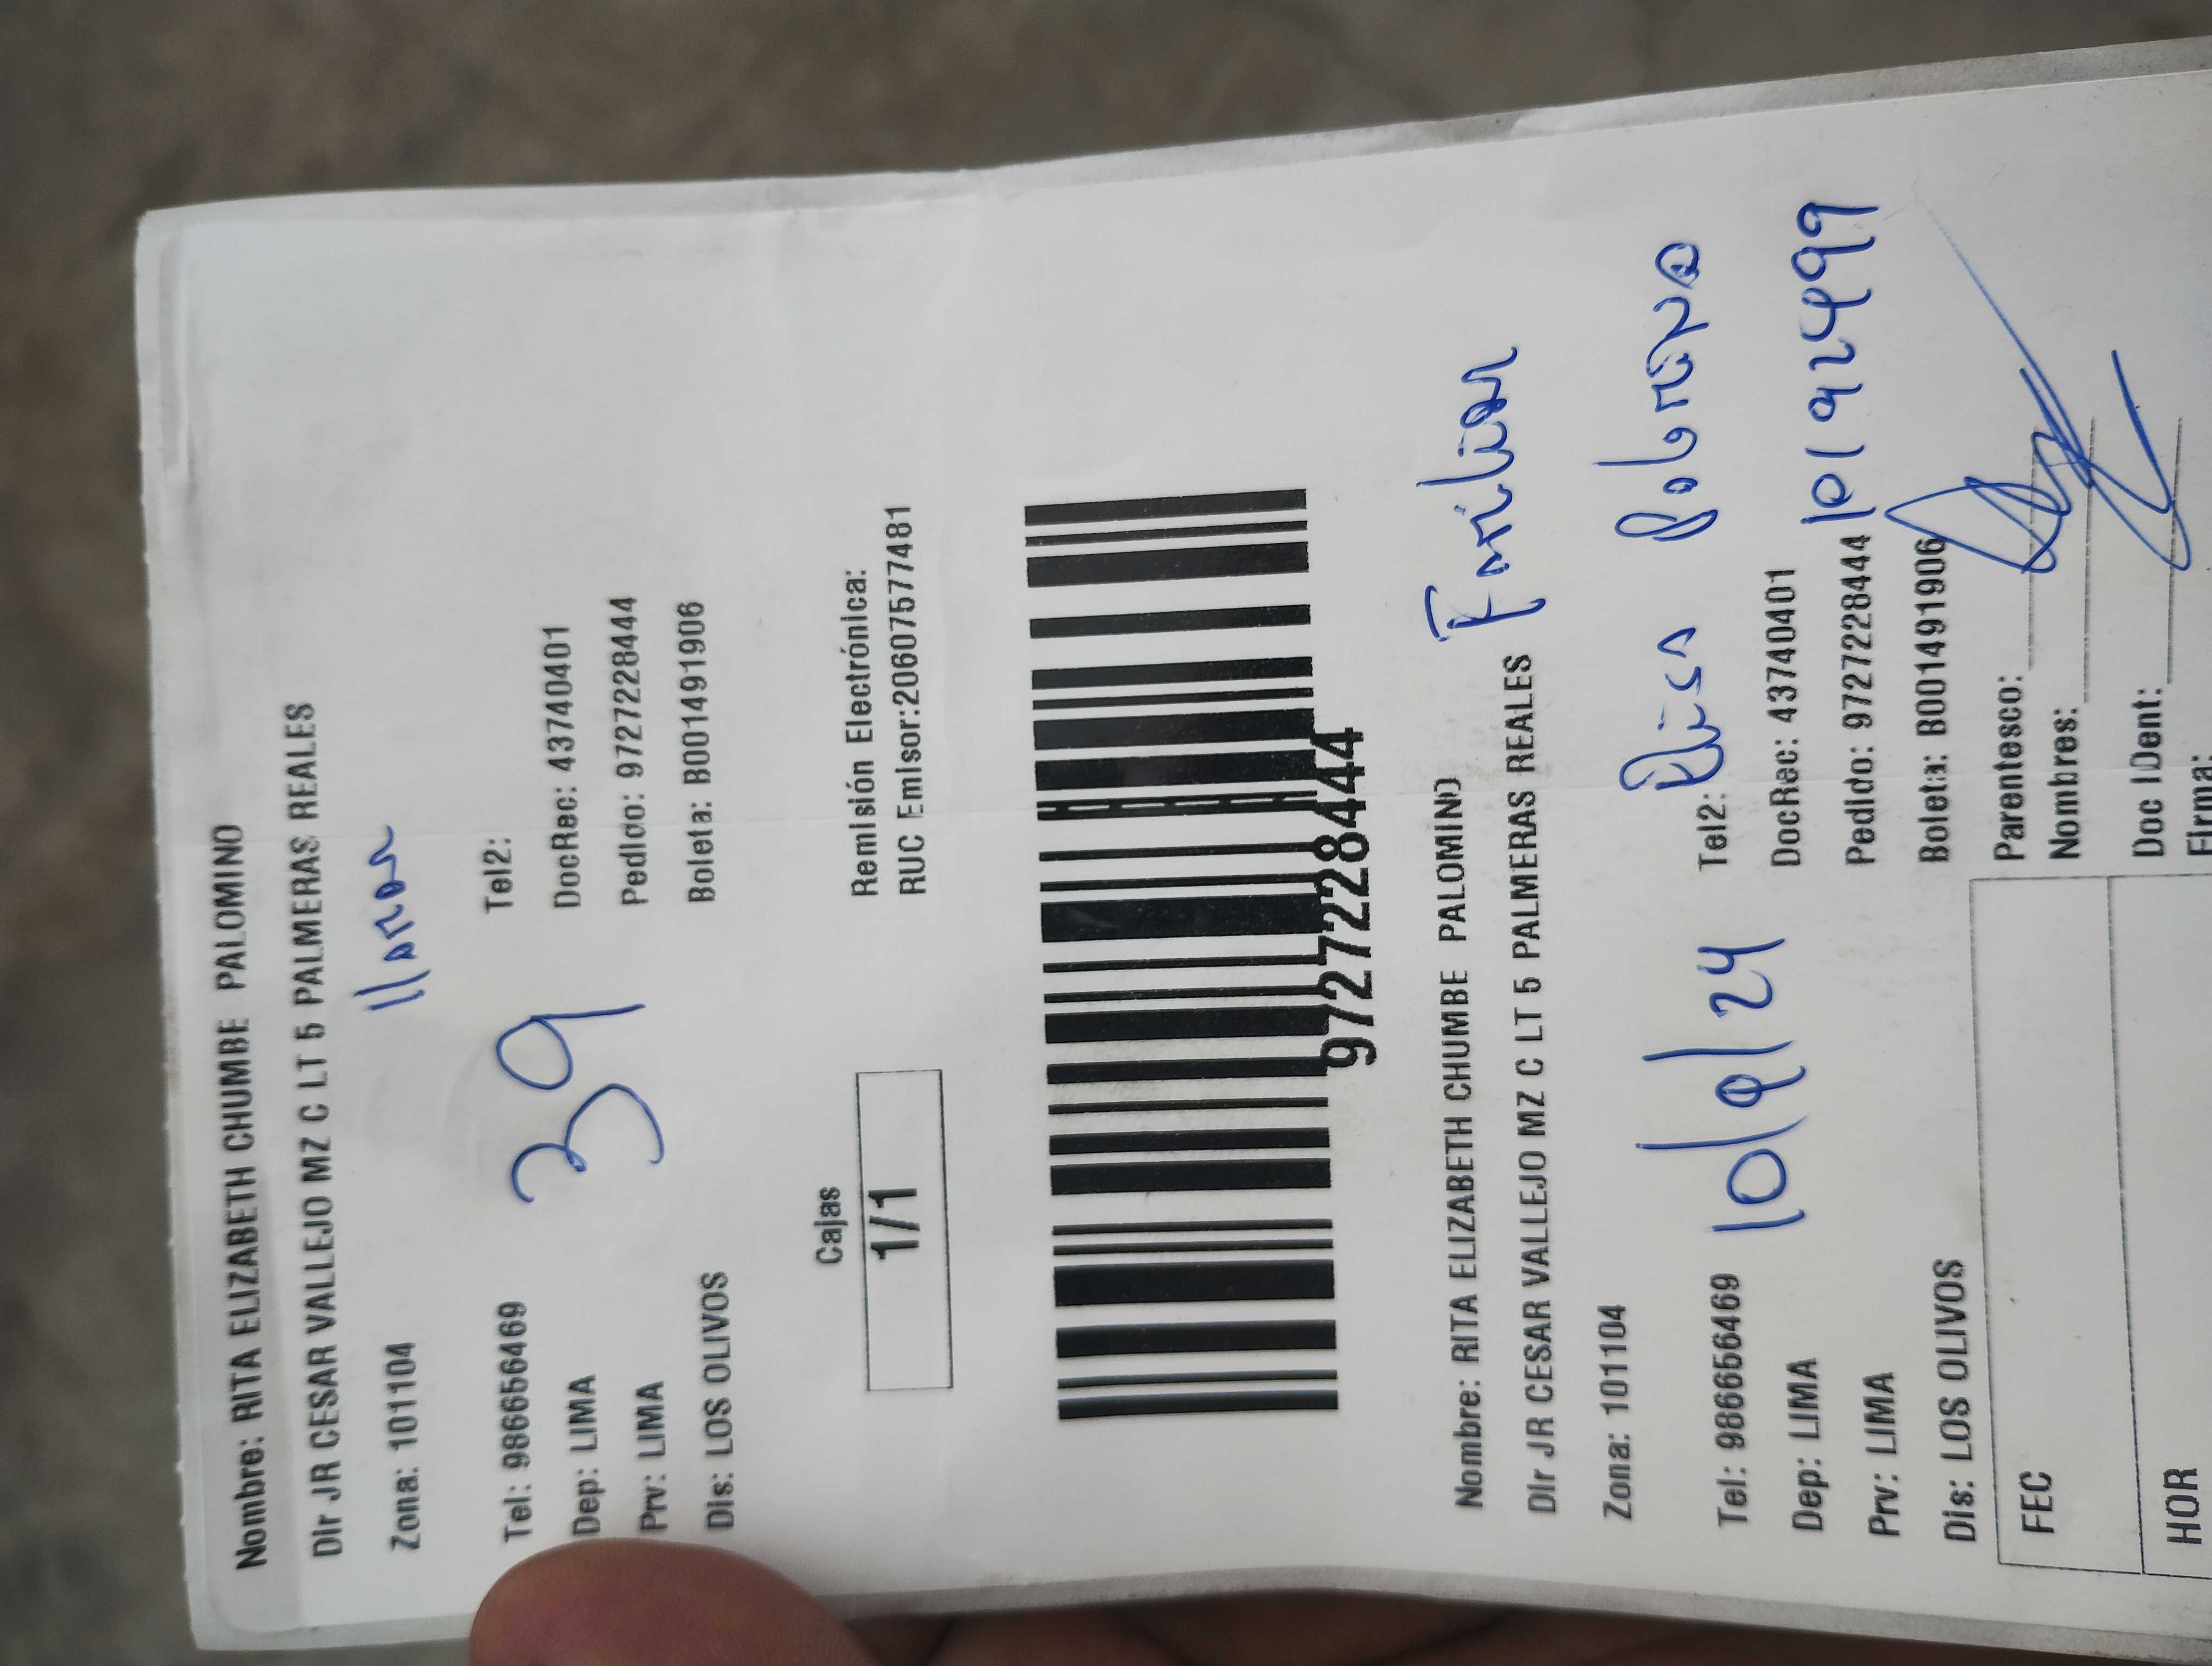 Nombre: RITA ELIZABETH CHUMBE PALOMINO
Dir JR CESAR VALLEJO MZ C LT 5 PALMERAS REALES
llamar
Zona: 101104
Tel: 986656469 Tel2:
39
Dep: LIMA DocRec: 43740401
Prv: LIMA Pedido: 9727228444
Dis: LOS OLIVOS Boleta: B001491906
Cajas
1/1
Remisión Electrónica:
RUC Emisor:20607577481
9727228444
Nombre: RITA ELIZABETH CHUMBE PALOMINO
Familiar
Dir JR CESAR VALLEJO MZ C LT 5 PALMERAS REALES
Zona: 101104
Elisa
Tel: 986656469 Tel2:
10/9/24
Dep: LIMA DocRec: 43740401
10192499
Prv: LIMA Pedido: 9727228444
Dis: LOS OLIVOS Boleta: B001491906
FEC
Parentesco:
Nombres:
HOR
Doc IDent:
Firma: